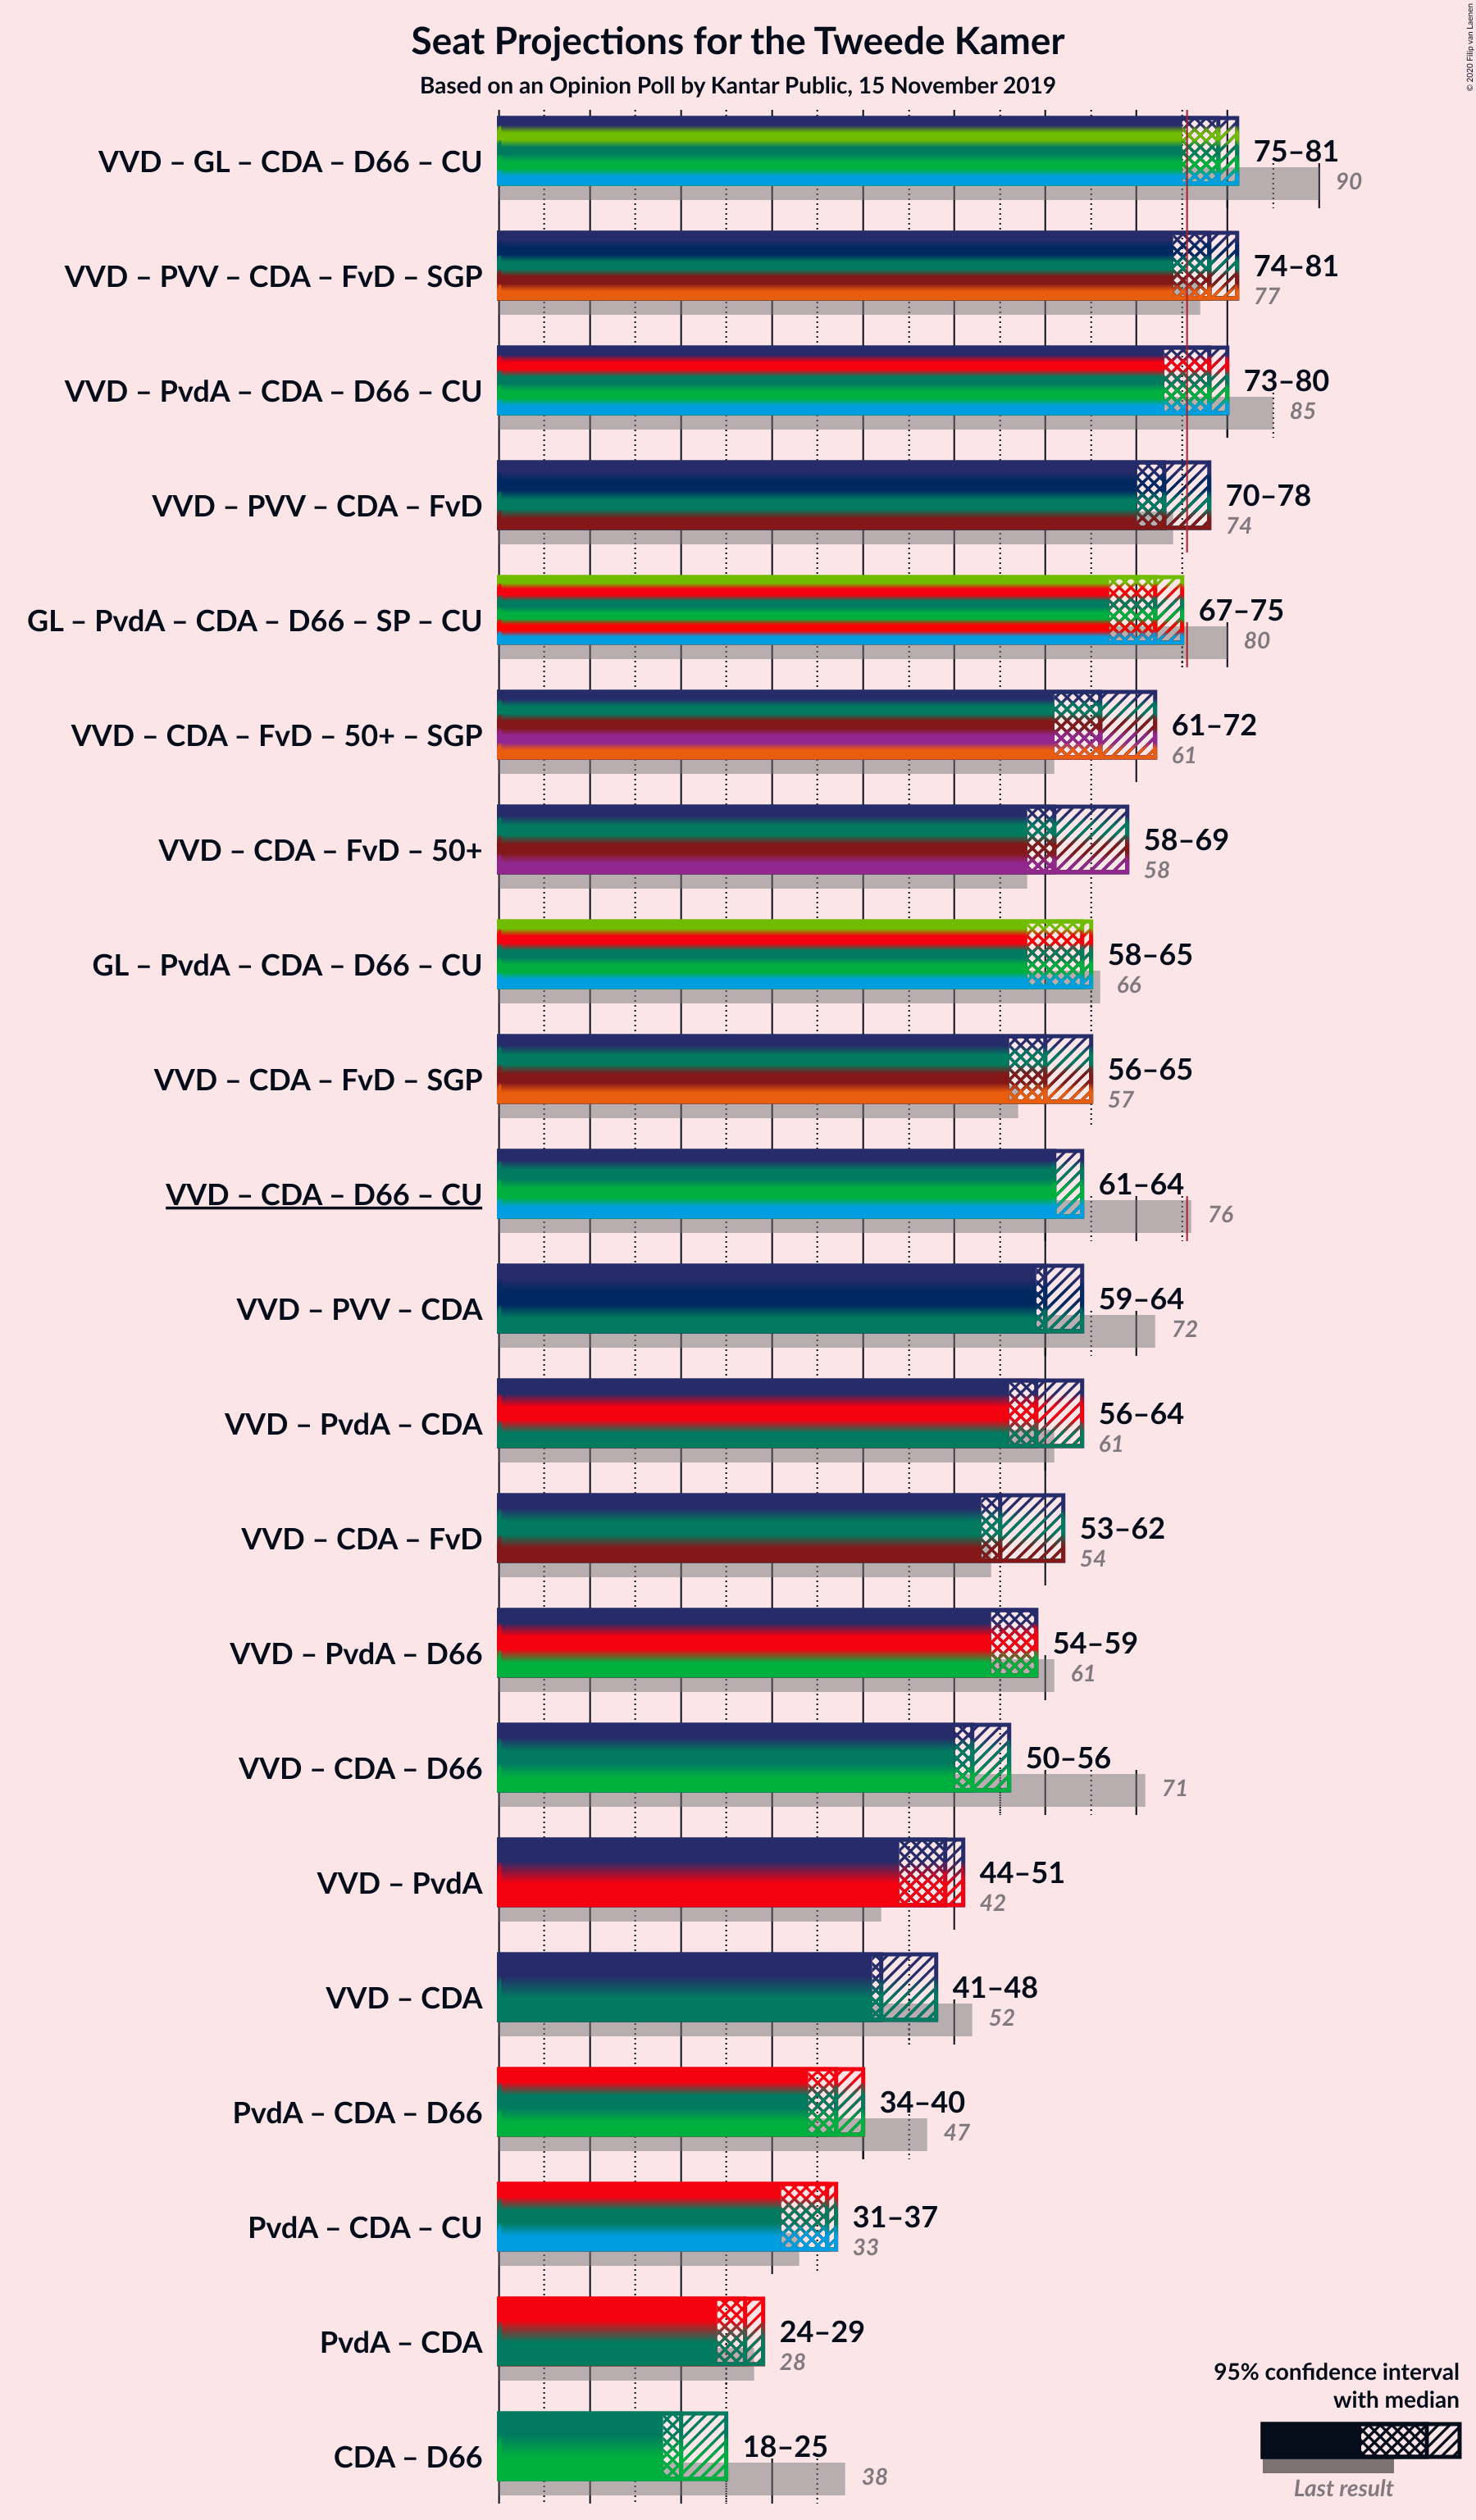 Seat Projections for the Tweede Kamer
Based on an Opinion Poll by Kantar Public, 15 November 2019
© 2020 Filip van Laenen
VVD – GL – CDA – D66 – CU
75–81
90
VVD – PVV – CDA – FvD – SGP
74–81
77
VVD – PvdA – CDA – D66 – CU
73–80
85
VVD – PVV – CDA – FvD
70–78
74
GL – PvdA – CDA – D66 – SP – CU
67–75
80
VVD – CDA – FvD – 50+ – SGP
61–72
61
VVD – CDA – FvD – 50+
58–69
58
GL – PvdA – CDA – D66 – CU
58–65
66
VVD – CDA – FvD – SGP
56–65
57
VVD – CDA – D66 – CU
61–64
76
VVD – PVV – CDA
59–64
72
VVD – PvdA – CDA
56–64
61
VVD – CDA – FvD
53–62
54
VVD – PvdA – D66
54–59
61
VVD – CDA – D66
50–56
71
VVD – PvdA
44–51
42
VVD – CDA
41–48
52
PvdA – CDA – D66
34–40
47
PvdA – CDA – CU
31–37
33
PvdA – CDA
24–29
28
CDA – D66
18–25
38
95% confidence interval
with median
Last result